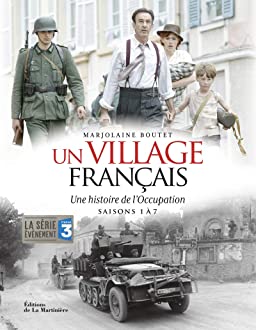 MARJOLAINE BOUTET
UN VILLAGE
FRANÇAIS
Une histoire de l'Occupation
SAISONS 1 À 7
LA SÉRIE
ÉVÉNEMENT
3
Éditions
de La Martinière